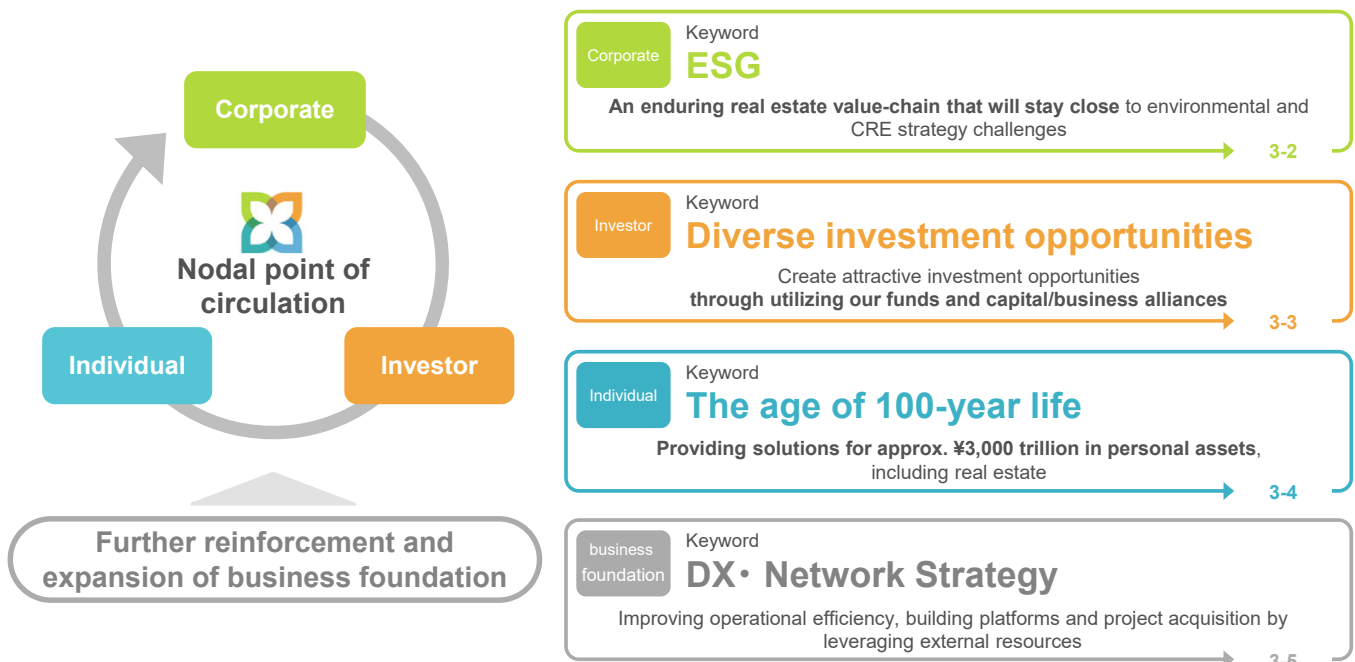 Corporate
Nodal point of
circulation
Individual
Investor
Further reinforcement and
expansion of business foundation
Corporate
Keyword
ESG
An enduring real estate value-chain that will stay close to environmental and
CRE strategy challenges
3-2
Investor
Keyword
Diverse investment opportunities
Create attractive investment opportunities
through utilizing our funds and capital/business alliances
3-3
Individual
Keyword
The age of 100-year life
Providing solutions for approx. ¥3,000 trillion in personal assets,
including real estate
3-4
business
foundation
Keyword
DX・ Network Strategy
Improving operational efficiency, building platforms and project acquisition by
leveraging external resources
3-5